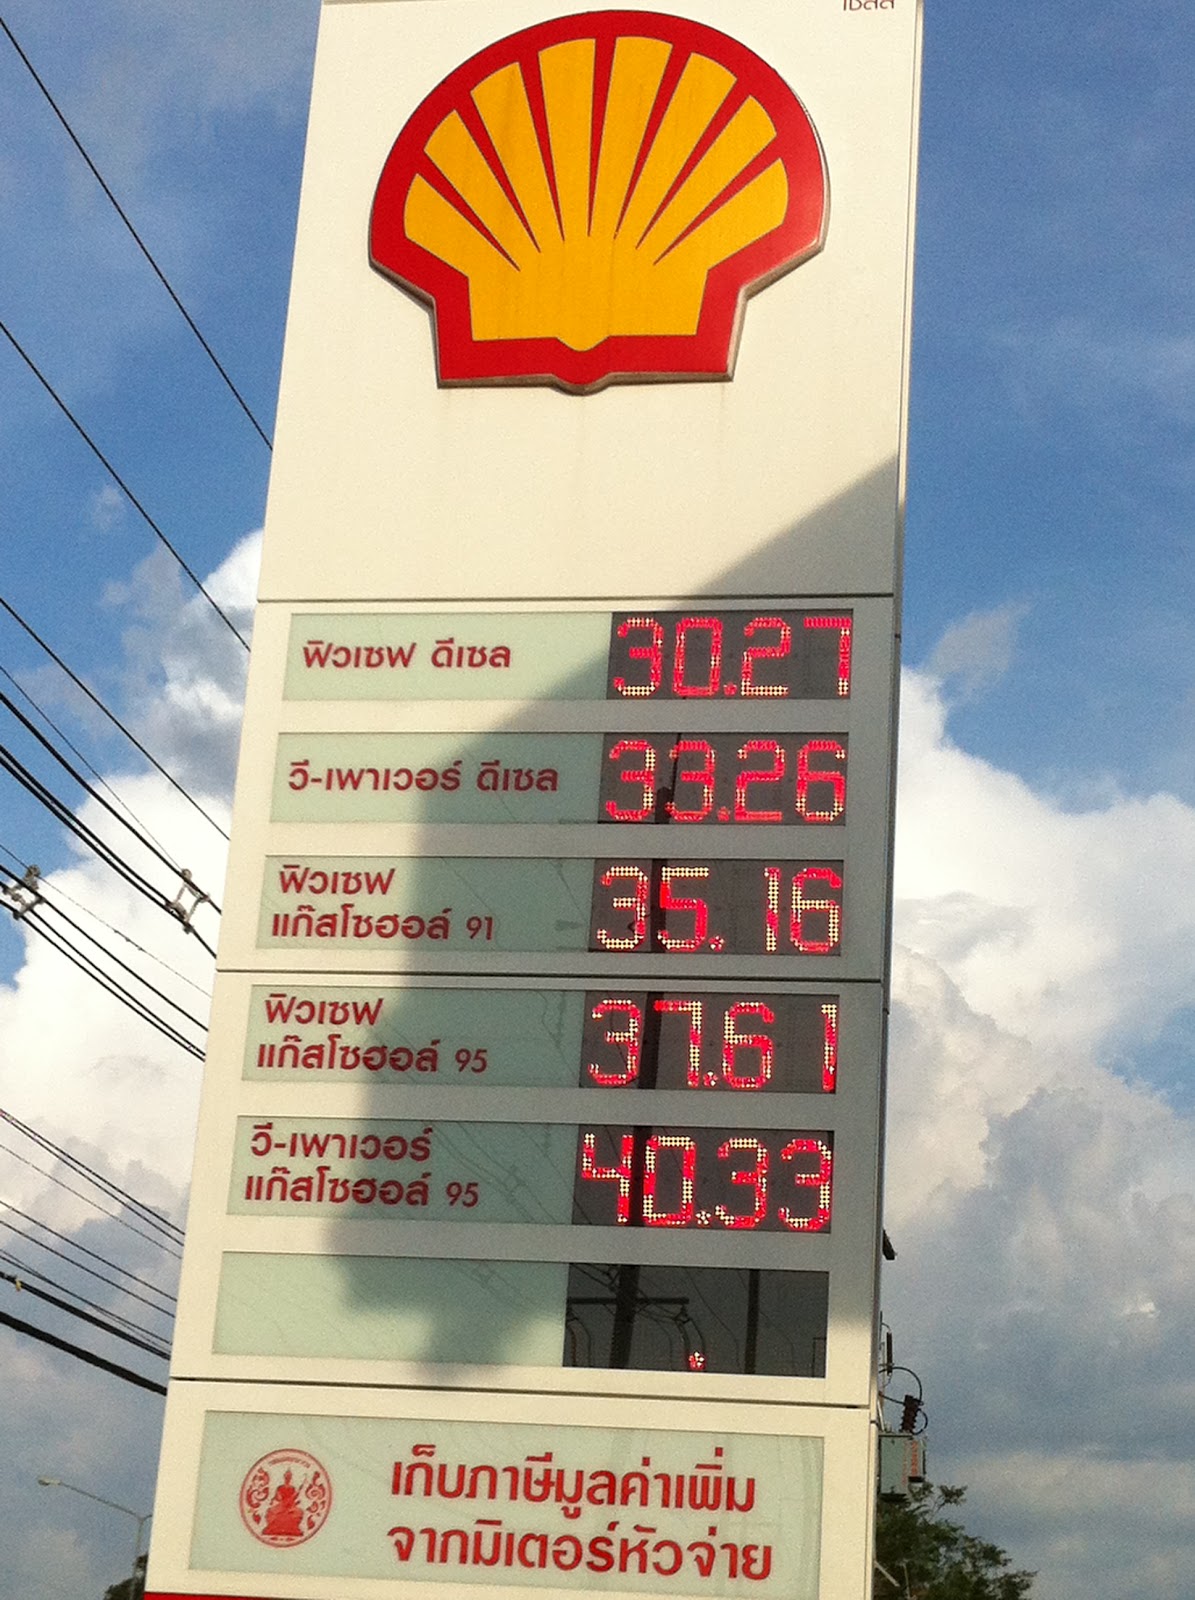 เชลล์
ฟิวเซฟ ดีเซล 30.27
วี-เพาเวอร์ ดีเซล 33.26
ฟิวเซฟ
แก๊สโซฮอล์ 91 35.16
ฟิวเซฟ
แก๊สโซฮอล์ 95 37.61
วี-เพาเวอร์
แก๊สโซฮอล์ 95 40.33
เก็บภาษีมูลค่าเพิ่ม
จากมิเตอร์หัวจ่าย